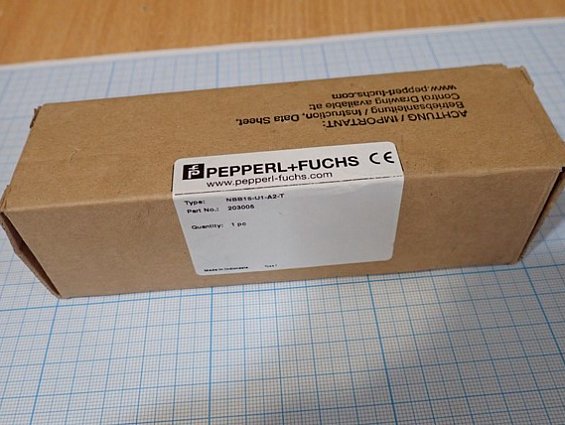 ACHTUNG / IMPORTANT:
Betriebsanleitung / Instruction, Data Sheet,
Control Drawing available at:
www.pepperl-fuchs.com
PEPPERL+FUCHS CE
www.pepperl-fuchs.com
Type: NBB15-U1-A2-T
Part No.: 203005
Quantity: 1 pc
Made in Indonesia